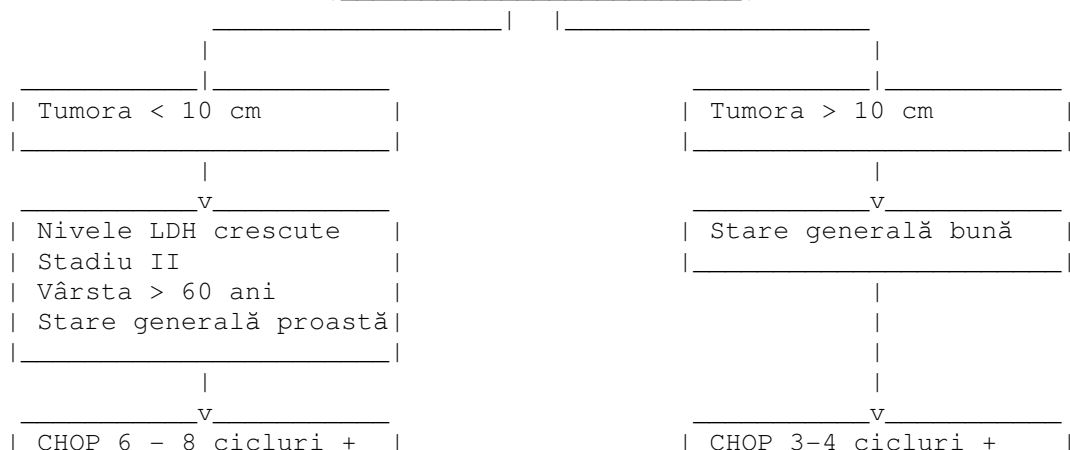 Tumora < 10 cm
Tumora > 10 cm
Nivele LDH crescute
Stadiu II
Vârsta > 60 ani
Stare generală proastă
Stare generală bună
CHOP 6 - 8 cicluri +
CHOP 3-4 cicluri +